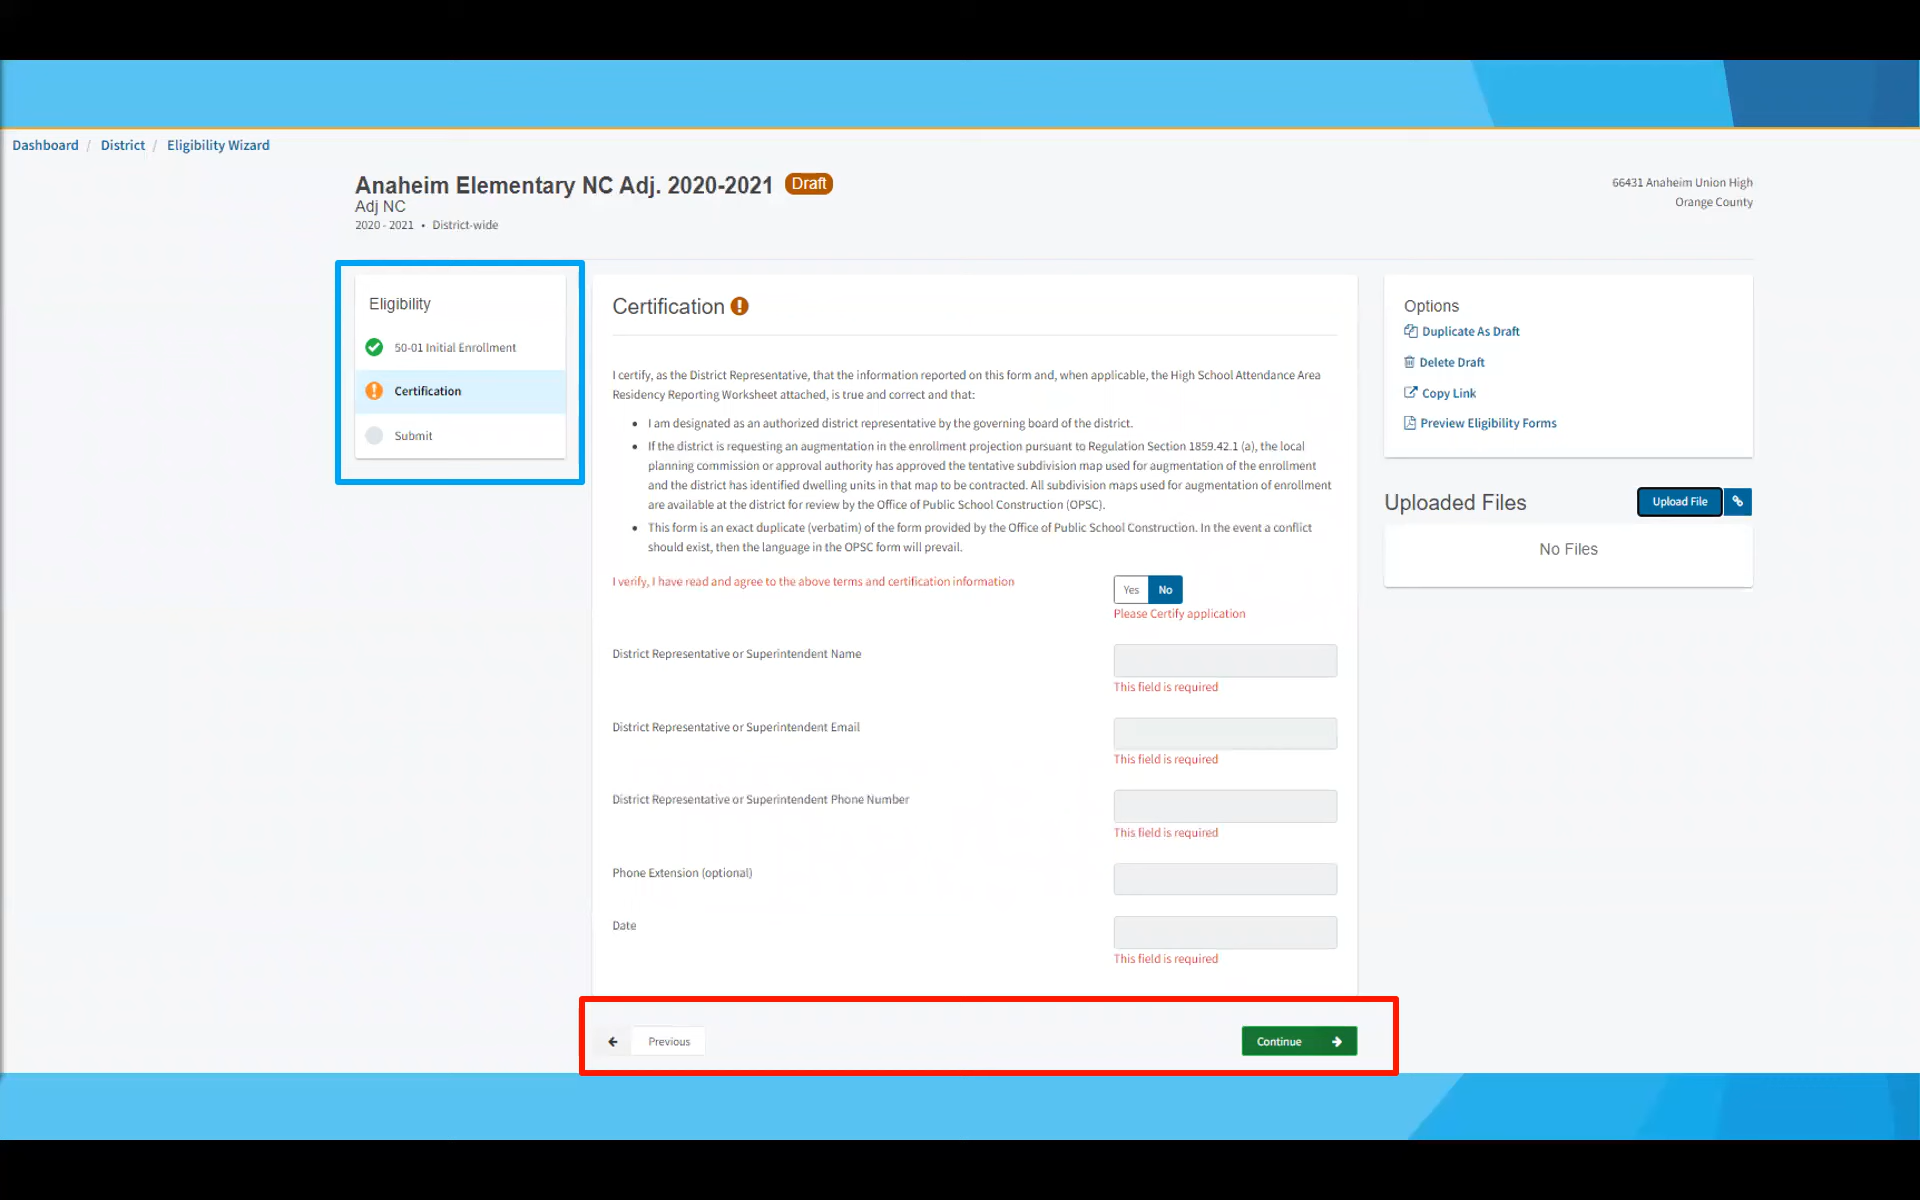 Dashboard / District / Eligibility Wizard
Anaheim Elementary NC Adj. 2020-2021 Draft
Adj NC
2020 - 2021 • District-wide
66431 Anaheim Union High
Orange County
Eligibility
50-01 Initial Enrollment
Certification
Submit
Certification
I certify, as the District Representative, that the information reported on this form and, when applicable, the High School Attendance Area
Residency Reporting Worksheet attached, is true and correct and that:
• I am designated as an authorized district representative by the governing board of the district.
• If the district is requesting an augmentation in the enrollment projection pursuant to Regulation Section 1859.42.1 (a), the local
planning commission or approval authority has approved the tentative subdivision map used for augmentation of the enrollment
and the district has identified dwelling units in that map to be contracted. All subdivision maps used for augmentation of enrollment
are available at the district for review by the Office of Public School Construction (OPSC).
• This form is an exact duplicate (verbatim) of the form provided by the Office of Public School Construction. In the event a conflict
should exist, then the language in the OPSC form will prevail.
I verify, I have read and agree to the above terms and certification information
Yes No
Please Certify application
District Representative or Superintendent Name
This field is required
District Representative or Superintendent Email
This field is required
District Representative or Superintendent Phone Number
This field is required
Phone Extension (optional)
Date
This field is required
Previous
Continue
Options
Duplicate As Draft
Delete Draft
Copy Link
Preview Eligibility Forms
Uploaded Files
Upload File
No Files